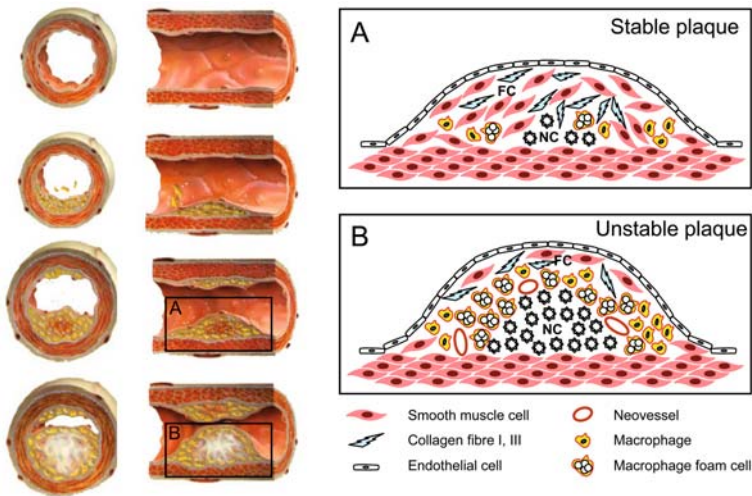 A
Stable plaque
FC
NC
B
Unstable plaque
FC
NC
A
B
Smooth muscle cell
Collagen fibre I, III
Endothelial cell
Neovessel
Macrophage
Macrophage foam cell